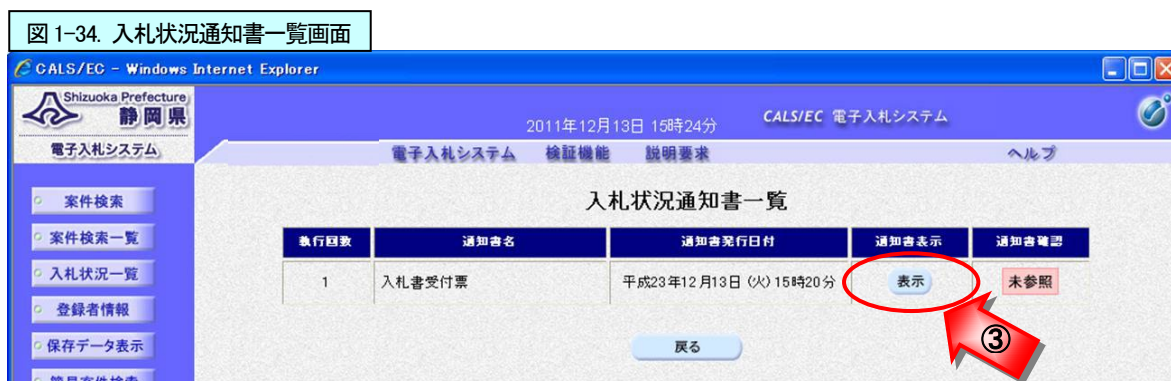 図 1-34. 入札状況通知書一覧画面
CALS/EC - Windows Internet Explorer
Shizuoka Prefecture
静岡県
電子入札システム
2011年12月13日 15時24分
CALS/EC 電子入札システム
電子入札システム 検証機能 説明要求 ヘルプ
案件検索
案件検索一覧
入札状況一覧
登録者情報
保存データ表示
入札状況通知書一覧
執行回数 通知書名 通知書発行日付 通知書表示 通知書確認
1 入札書受付票 平成23年12月13日 (火) 15時20分 表示 未参照
戻る
③